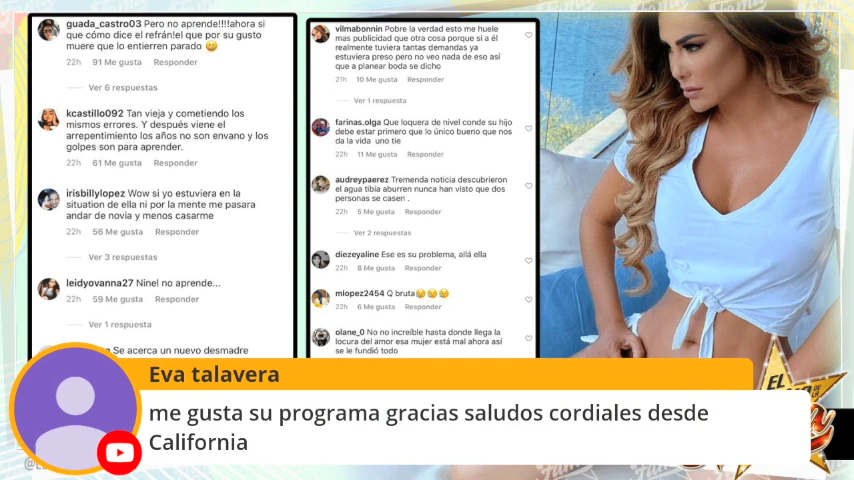 guada_castro03 Pero no aprende!!!!ahora si
que cómo dice el refrán!el que por su gusto
muere que lo entierren parado
22h 91 Me gusta Responder
Ver 6 respuestas
kcastillo092 Tan vieja y cometiendo los
mismos errores. Y después viene el
arrepentimiento los años no son envano y los
golpes son para aprender.
22h 61 Me gusta Responder
irisbillylopez Wow si yo estuviera en la
situation de ella ni por la mente me pasara
andar de novia y menos casarme
22h 56 Me gusta Responder
Ver 3 respuestas
leidyovanna27 Ninel no aprende...
22h 59 Me gusta Responder
Ver 1 respuesta
Se acerca un nuevo desmadre
vilmabonnin Pobre la verdad esto me huele
mas publicidad que otra cosa porque si a él
realmente tuviera tantas demandas ya
estuviera preso pero no veo nada de eso así
que a planear boda se dicho
21h 10 Me gusta Responder
Ver 1 respuesta
farinas.olga Que loquera de nivel conde su hijo
debe estar primero que lo único bueno que nos
da la vida uno tie
22h 11 Me gusta Responder
audreypaerez Tremenda noticia descubrieron
el agua tibia aburren nunca han visto que dos
personas se casen .
22h 5 Me gusta Responder
Ver 2 respuestas
diezeyaline Ese es su problema, allá ella
22h 8 Me gusta Responder
mlopez2454 Q bruta
22h 6 Me gusta Responder
olane_0 No no increíble hasta donde llega la
locura del amor esa mujer está mal ahora así
se le fundió todo
Eva talavera
me gusta su programa gracias saludos cordiales desde
California
EL